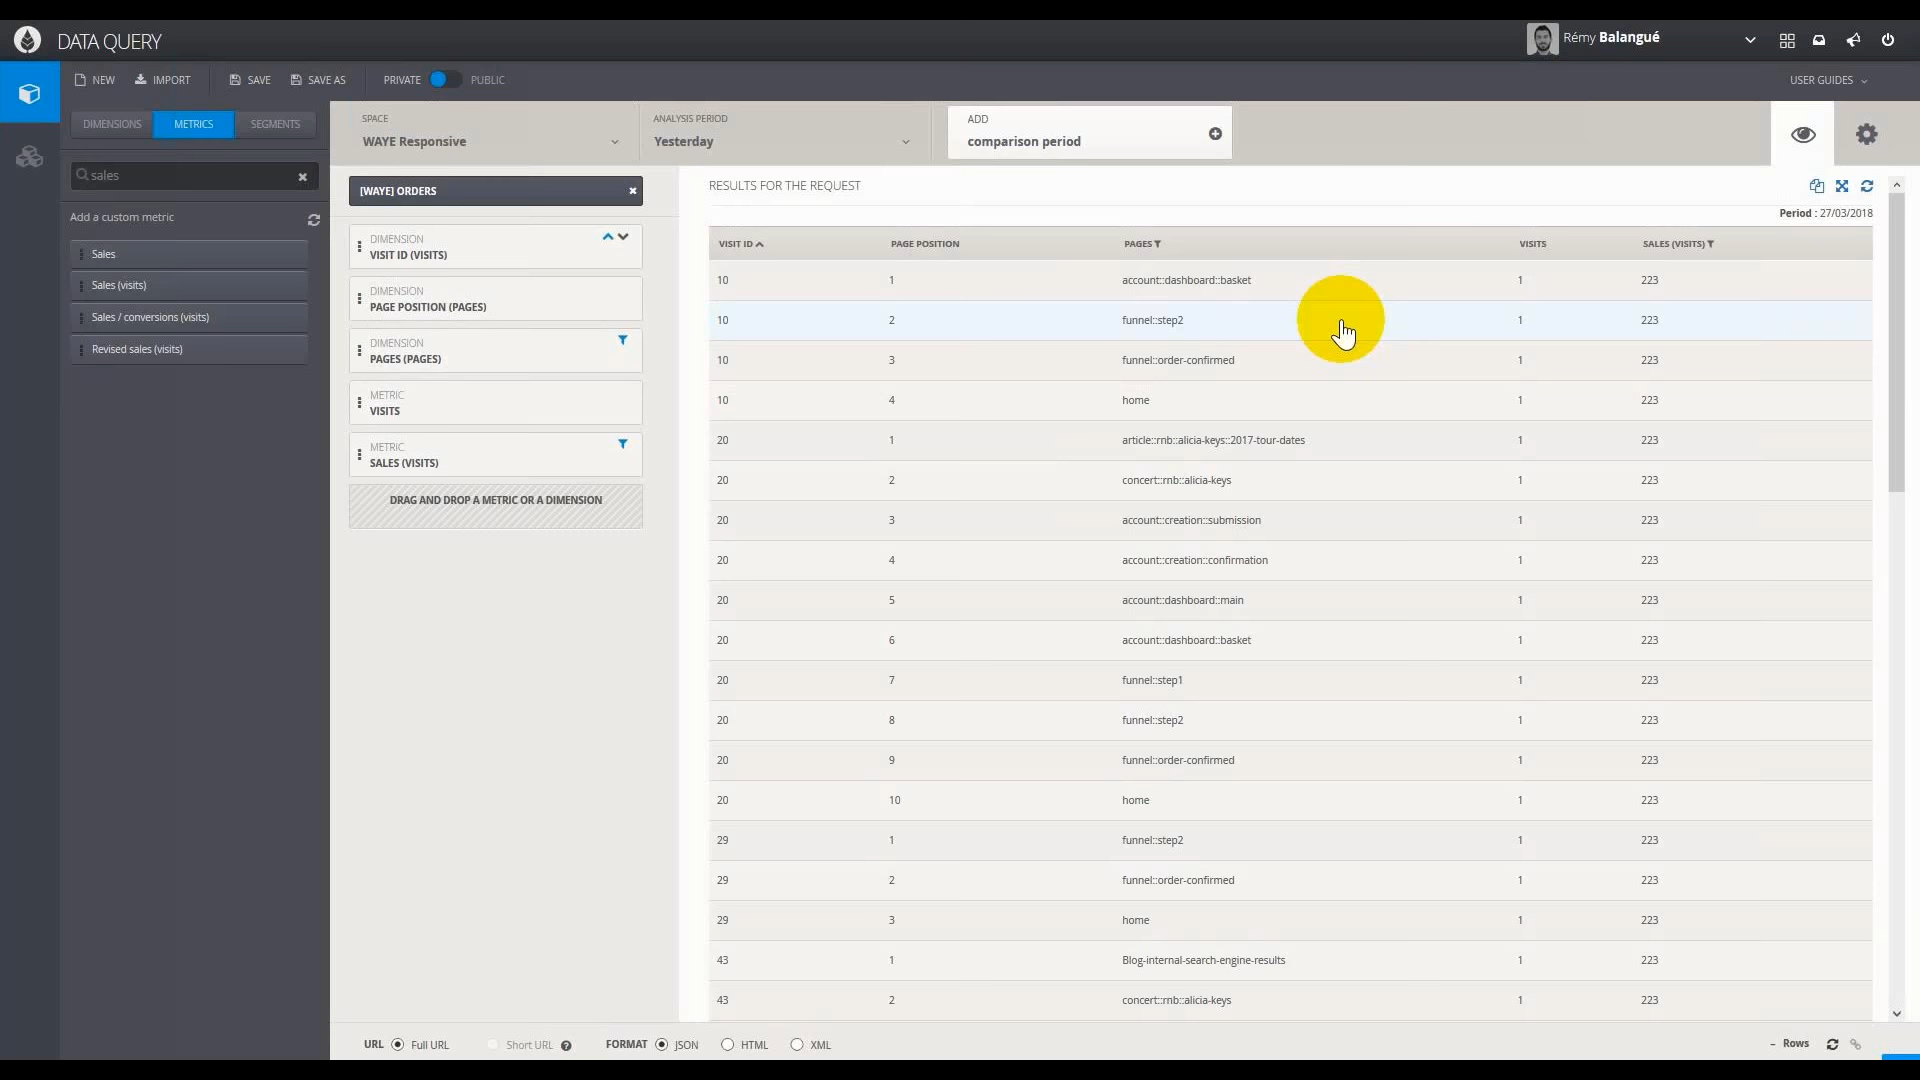 DATA QUERY
Rémy Balangué
NEW
IMPORT
SAVE
SAVE AS
PRIVATE
PUBLIC
USER GUIDES
DIMENSIONS
METRICS
SEGMENTS
sales
Add a custom metric
Sales
Sales (visits)
Sales / conversions (visits)
Revised sales (visits)
SPACE
WAYE Responsive
ANALYSIS PERIOD
Yesterday
ADD
comparison period
[WAYE] ORDERS
DIMENSION
VISIT ID (VISITS)
DIMENSION
PAGE POSITION (PAGES)
DIMENSION
PAGES (PAGES)
METRIC
VISITS
METRIC
SALES (VISITS)
DRAG AND DROP A METRIC OR A DIMENSION
RESULTS FOR THE REQUEST
Period : 27/03/2018
VISIT ID PAGE POSITION PAGES VISITS SALES (VISITS)
10 1 account::dashboard::basket 1 223
10 2 funnel::step2 1 223
10 3 funnel::order-confirmed 1 223
10 4 home 1 223
20 1 article::rnb::alicia-keys::2017-tour-dates 1 223
20 2 concert::rnb::alicia-keys 1 223
20 3 account::creation::submission 1 223
20 4 account::creation::confirmation 1 223
20 5 account::dashboard::main 1 223
20 6 account::dashboard::basket 1 223
20 7 funnel::step1 1 223
20 8 funnel::step2 1 223
20 9 funnel::order-confirmed 1 223
20 10 home 1 223
29 1 funnel::step2 1 223
29 2 funnel::order-confirmed 1 223
29 3 home 1 223
43 1 Blog-internal-search-engine-results 1 223
43 2 concert::rnb::alicia-keys 1 223
URL Full URL Short URL ? FORMAT JSON HTML XML – Rows